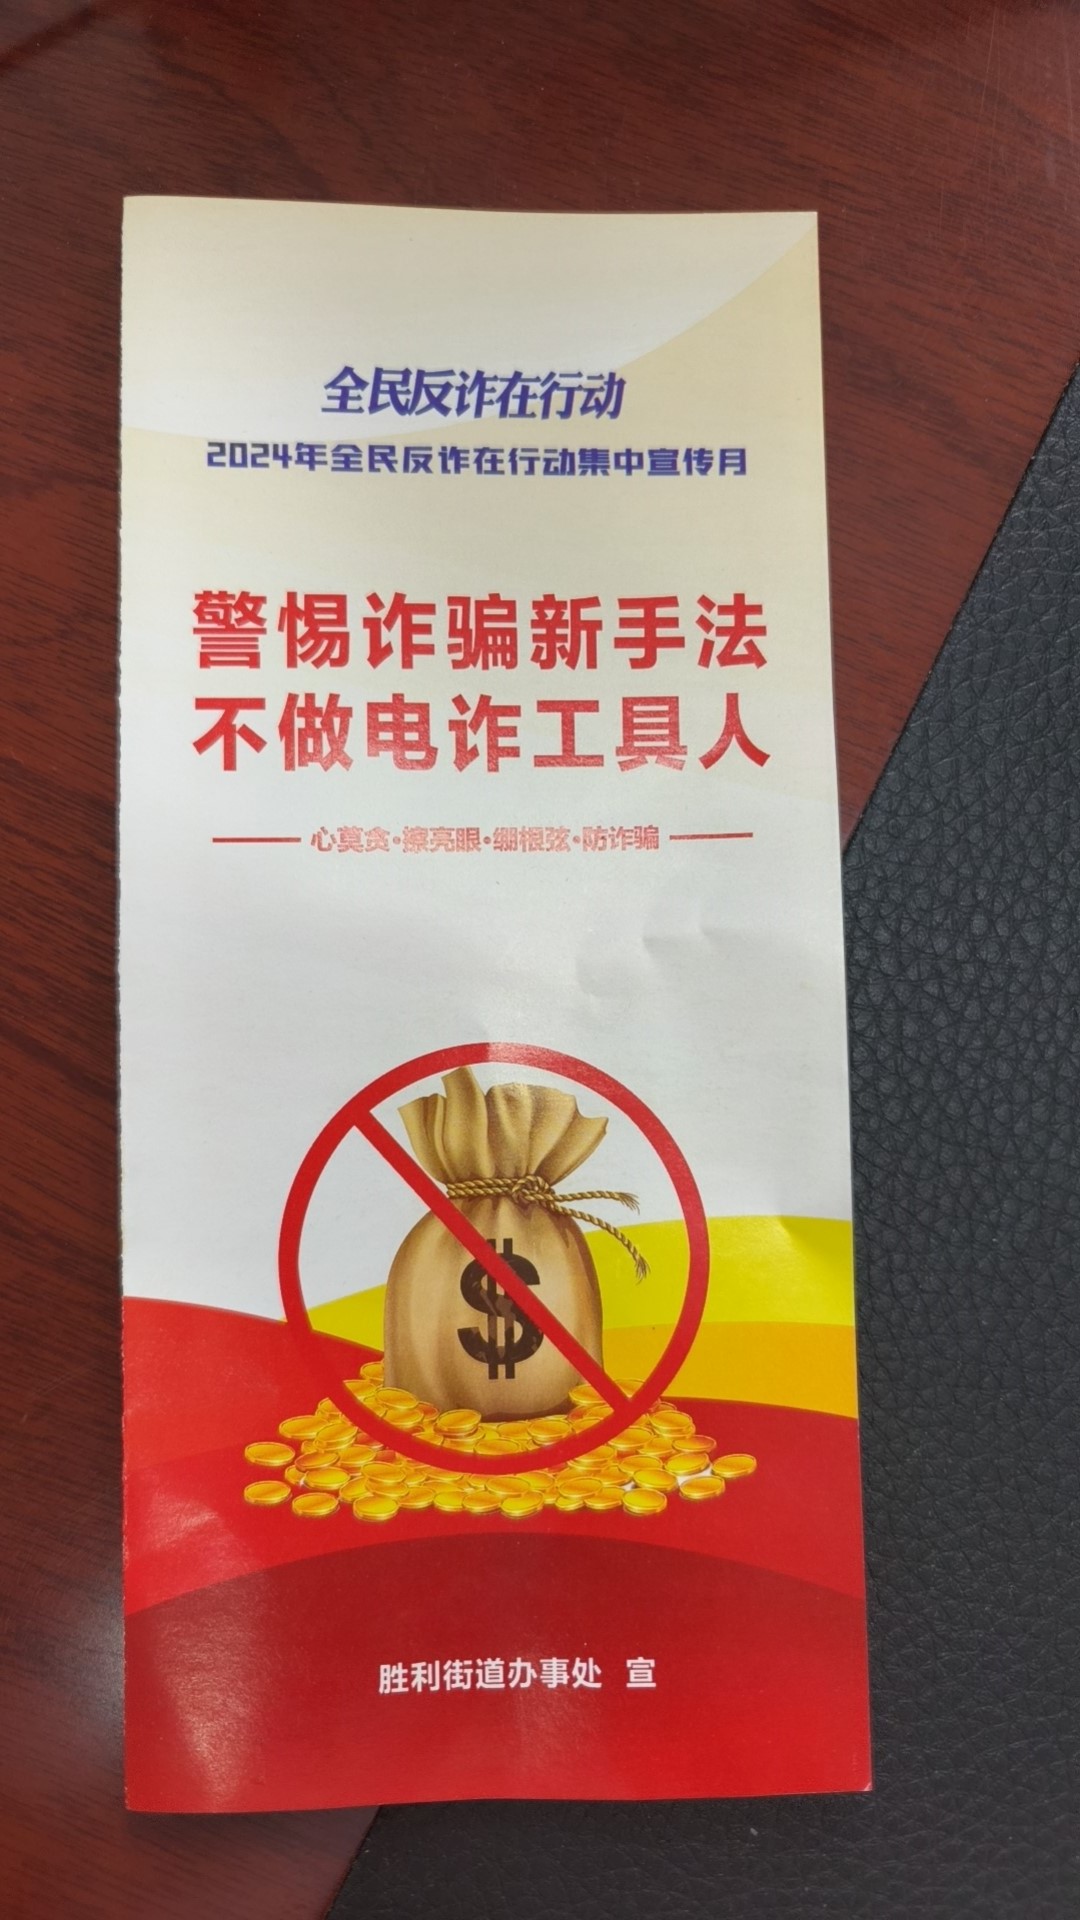 全民反诈在行动
2024年全民反诈在行动集中宣传月
警惕诈骗新手法
不做电诈工具人
心莫贪·擦亮眼·绷根弦·防诈骗
$
胜利街道办事处 宣